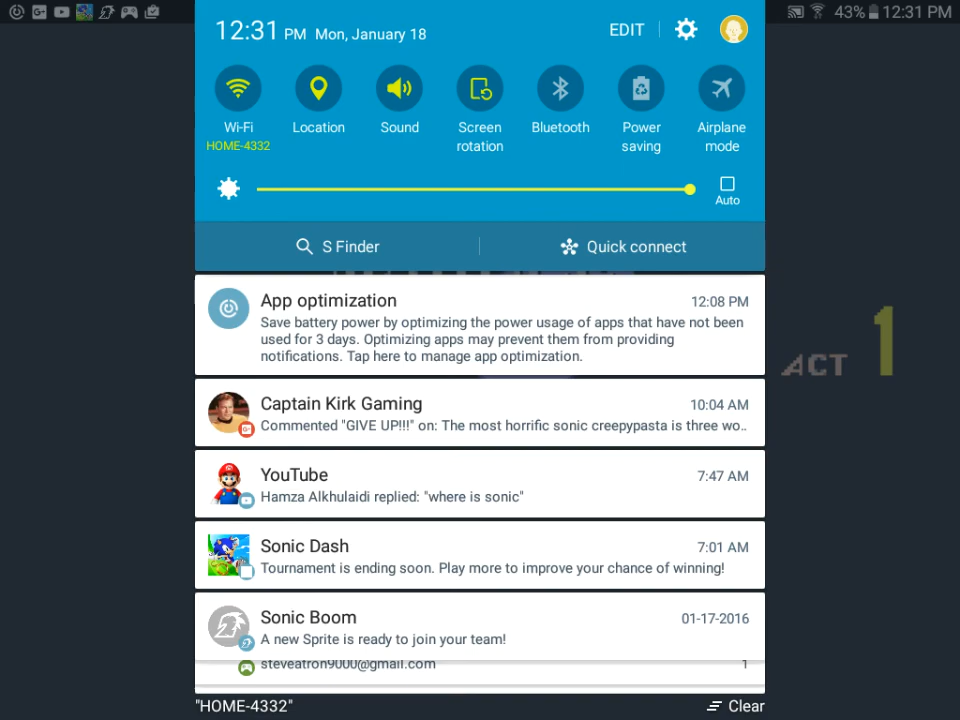 43% 12:31 PM
12:31 PM Mon, January 18
EDIT
Wi-Fi
HOME-4332
Location
Sound
Screen
rotation
Bluetooth
Power
saving
Airplane
mode
Auto
S Finder
Quick connect
App optimization 12:08 PM
Save battery power by optimizing the power usage of apps that have not been
used for 3 days. Optimizing apps may prevent them from providing
notifications. Tap here to manage app optimization.
ACT 1
Captain Kirk Gaming 10:04 AM
Commented "GIVE UP!!!" on: The most horrific sonic creepypasta is three wo..
YouTube 7:47 AM
Hamza Alkhulaidi replied: "where is sonic"
Sonic Dash 7:01 AM
Tournament is ending soon. Play more to improve your chance of winning!
Sonic Boom 01-17-2016
A new Sprite is ready to join your team!
steveatron9000@gmail.com 1
"HOME-4332"
Clear